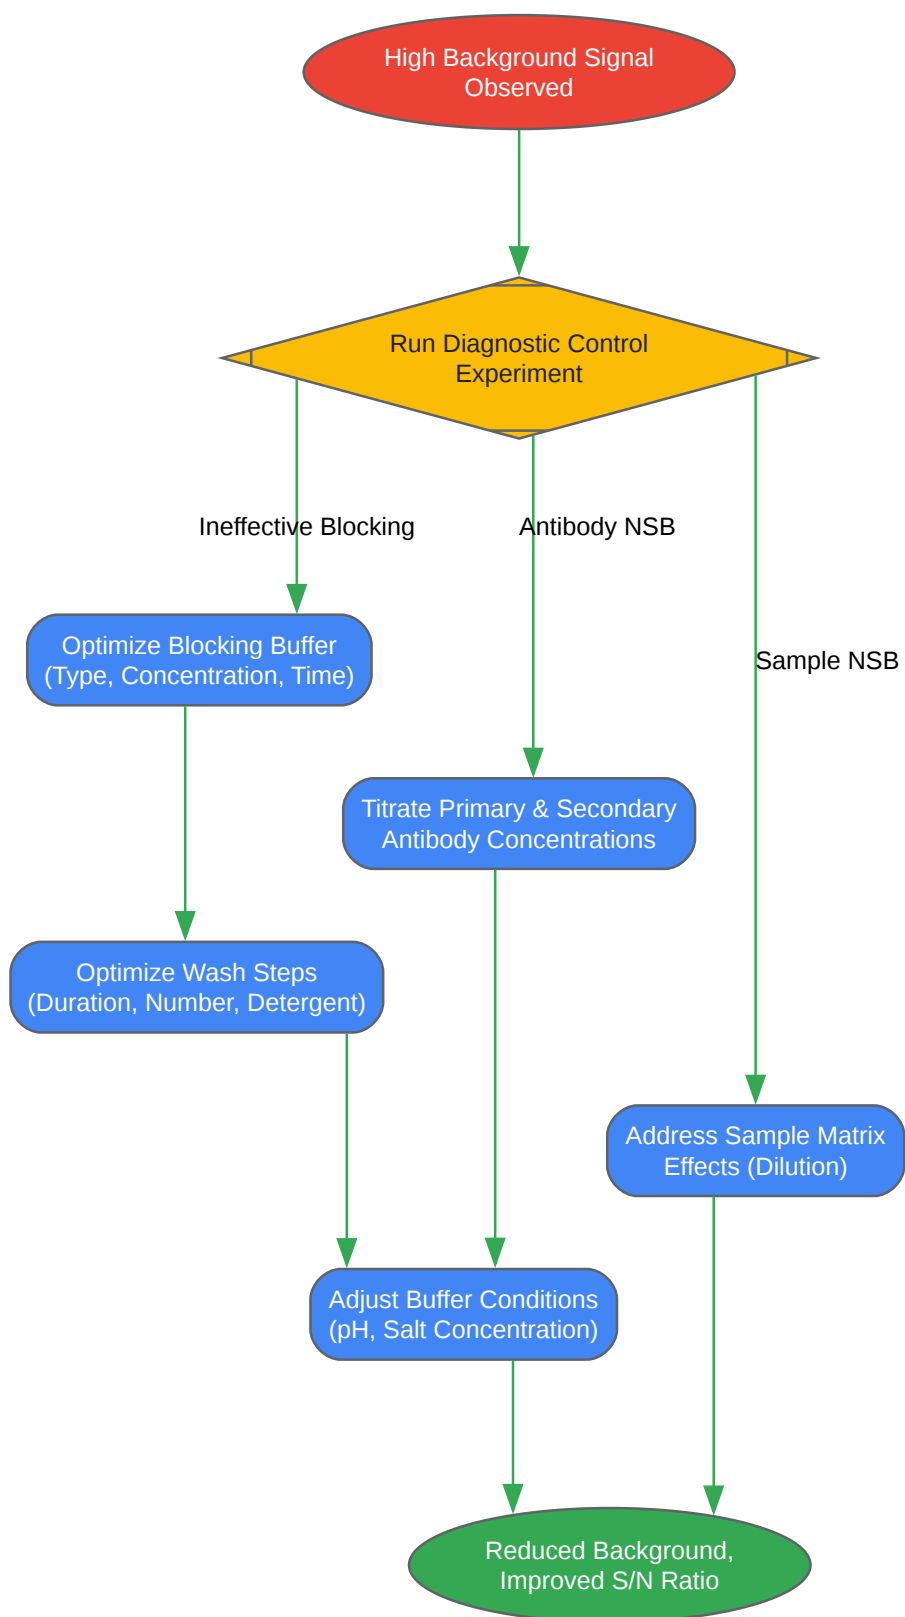 High Background Signal
Observed
Run Diagnostic Control
Experiment
Ineffective Blocking
Antibody NSB
Optimize Blocking Buffer
(Type, Concentration, Time)
Sample NSB
Titrate Primary & Secondary
Antibody Concentrations
Optimize Wash Steps
(Duration, Number, Detergent)
Address Sample Matrix
Effects (Dilution)
Adjust Buffer Conditions
(pH, Salt Concentration)
Reduced Background,
Improved S/N Ratio